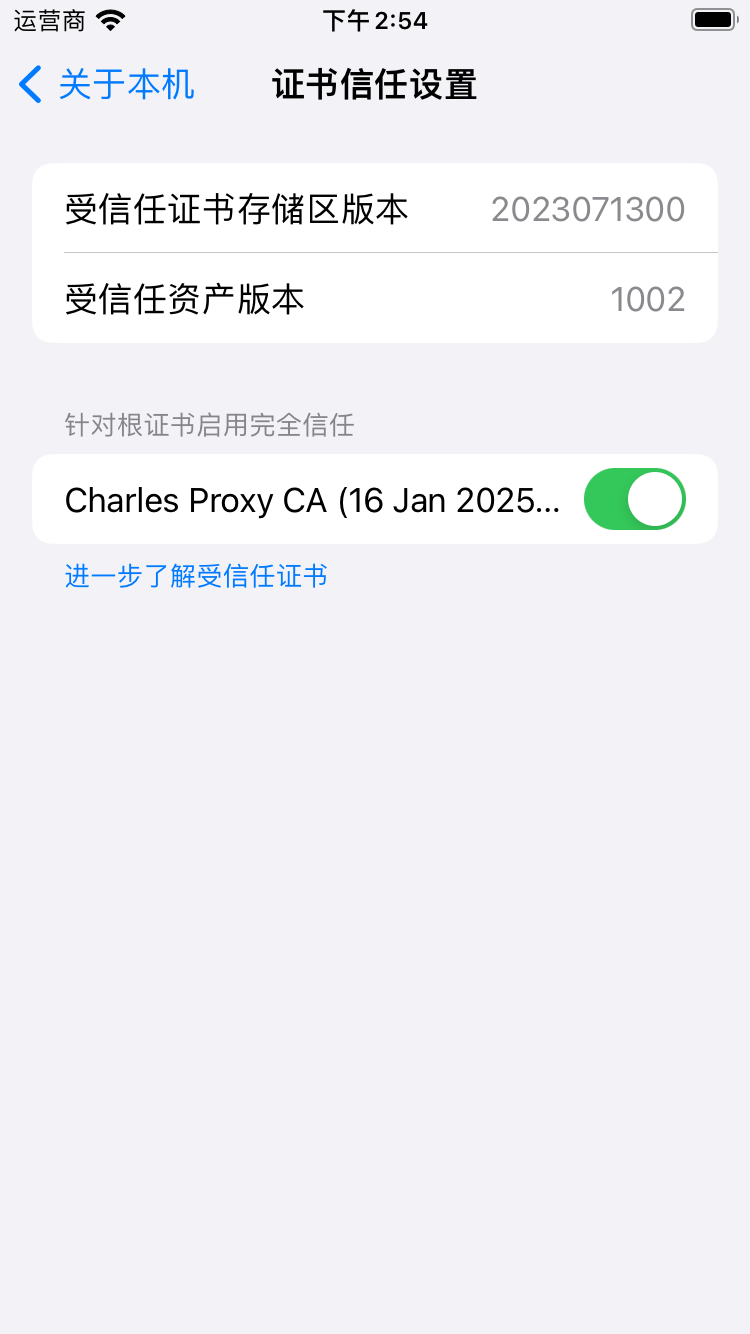 运营商 下午2:54
关于本机 证书信任设置
受信任证书存储区版本 2023071300
受信任资产版本 1002
针对根证书启用完全信任
Charles Proxy CA (16 Jan 2025...
进一步了解受信任证书